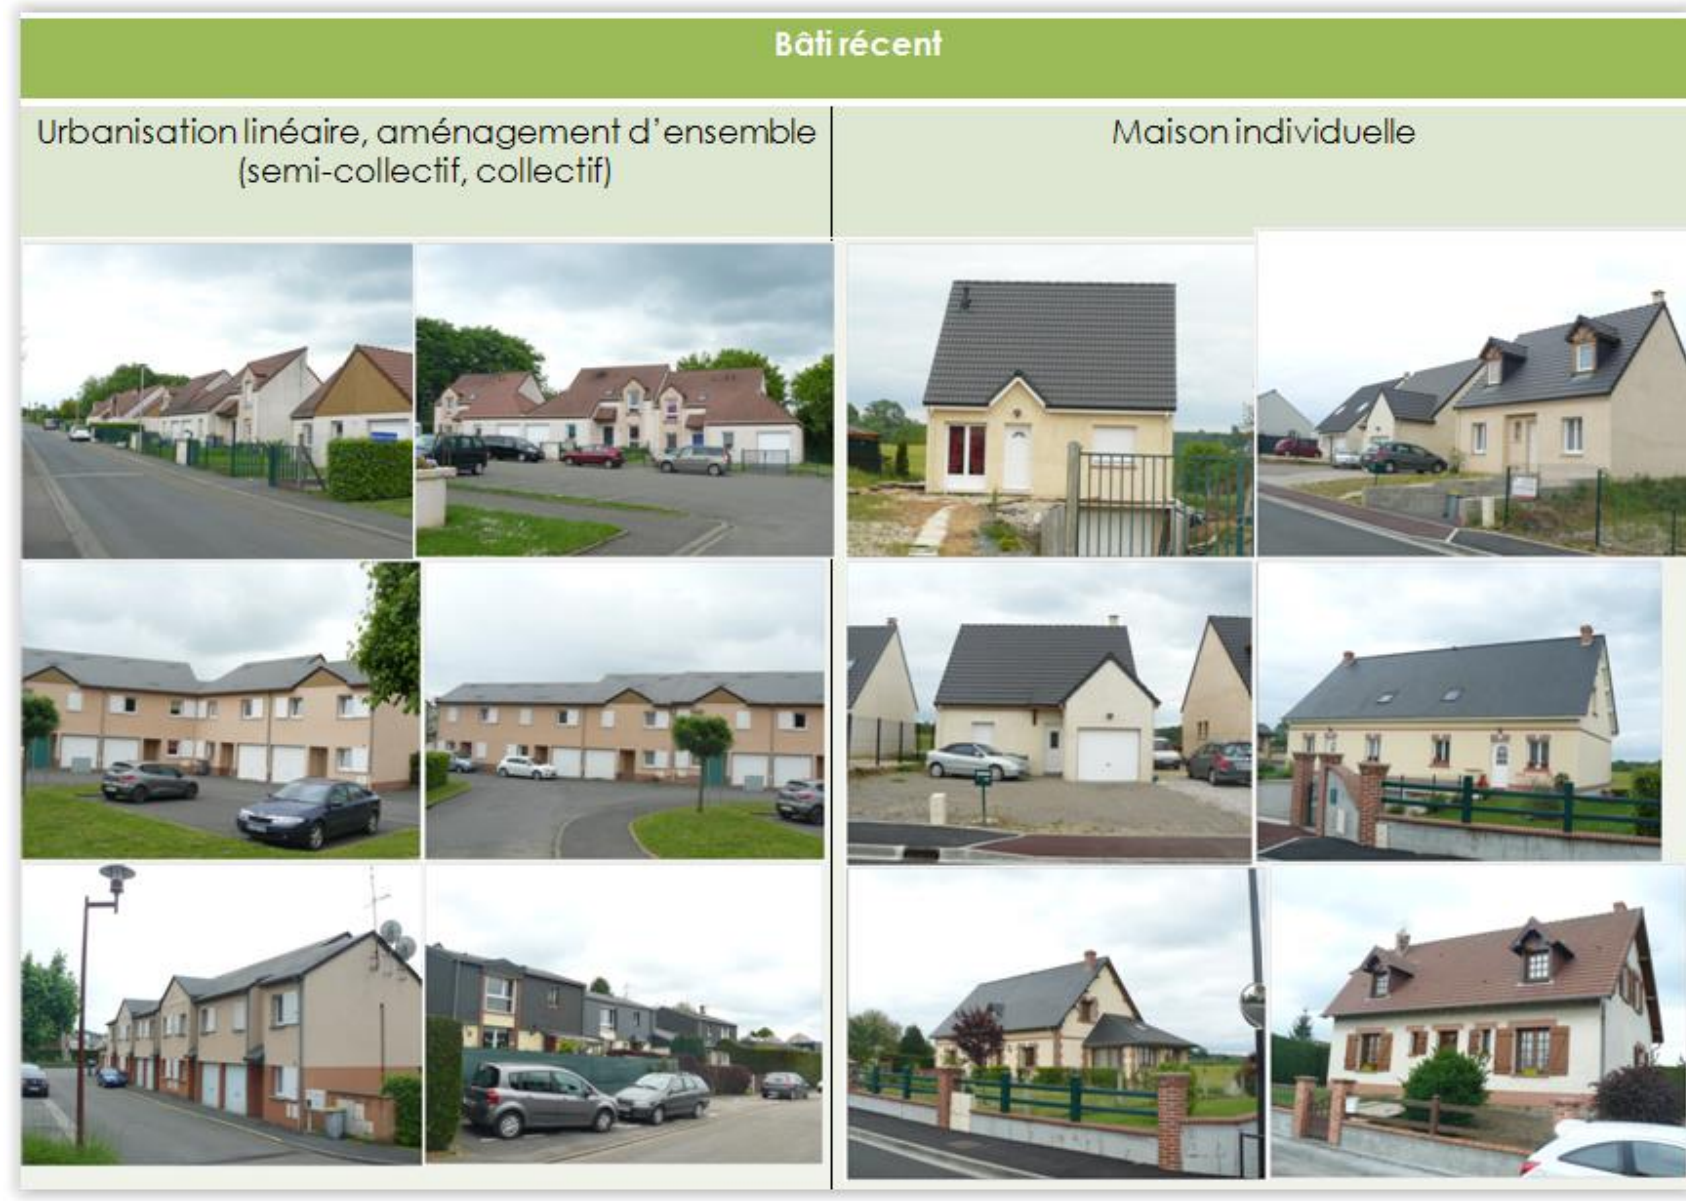 Bâti récent
Urbanisation linéaire, aménagement d'ensemble
(semi-collectif, collectif)
Maison individuelle